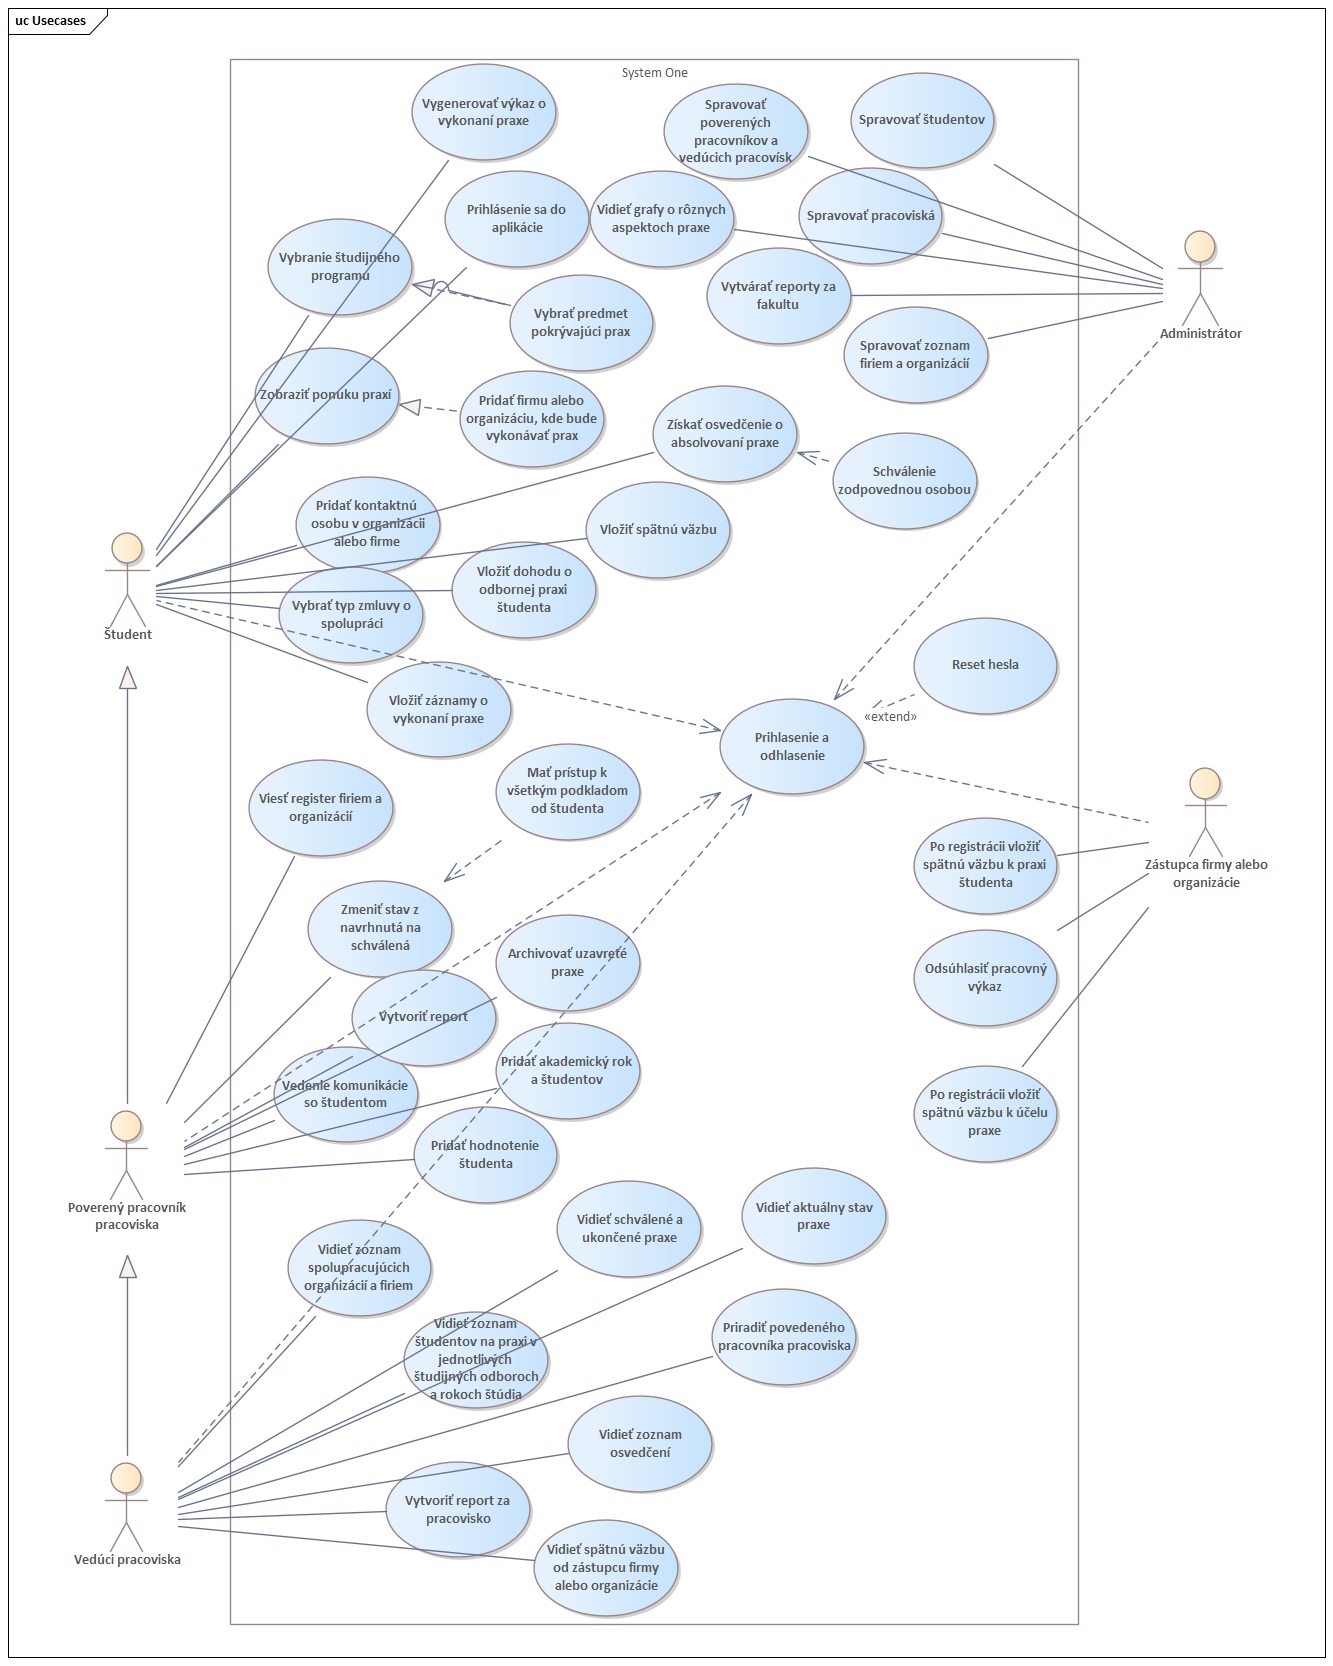 uc Usecases
System One
Vygenerovať výkaz o
vykonaní praxe
Spravovať
poverených
pracovníkov a
vedúcich pracovísk
Spravovať študentov
Prihlásenie sa do
aplikácie
Vidieť grafy o rôznych
aspektoch praxe
Spravovať pracoviská
Vybranie študijného
programu
Vytvárať reporty za
fakultu
Vybrať predmet
pokrývajúci prax
Administrátor
Spravovať zoznam
firiem a organizácií
Zobraziť ponuku praxí
Pridať firmu alebo
organizáciu, kde bude
vykonávať prax
Získať osvedčenie o
absolvovaní praxe
Schválenie
zodpovednou osobou
Pridať kontaktnú
osobu v organizácii
alebo firme
Vložiť spätnú väzbu
Vložiť dohodu o
odbornej praxi
študenta
Vybrať typ zmluvy o
spolupráci
Študent
Reset hesla
Vložiť záznamy o
vykonaní praxe
«extend»
Prihlasenie a
odhlasenie
Mať prístup k
všetkým podkladom
od študenta
Viesť register firiem a
organizácií
Po registrácii vložiť
spätnú väzbu k praxi
študenta
Zástupca firmy alebo
organizácie
Zmeniť stav z
navrhnutá na
schválená
Archivovať uzavreté
praxe
Odsúhlasiť pracovný
výkaz
Vytvoriť report
Pridať akademický rok
a študentov
Vedenie komunikácie
so študentom
Po registrácii vložiť
spätnú väzbu k účelu
praxe
Pridať hodnotenie
študenta
Poverený pracovník
pracoviska
Vidieť schválené a
ukončené praxe
Vidieť aktuálny stav
praxe
Vidieť zoznam
spolupracujúcich
organizácií a firiem
Vidieť zoznam
študentov na praxi v
jednotlivých
študijných odboroch
a rokoch štúdia
Priradiť povedeného
pracovníka pracoviska
Vidieť zoznam
osvedčení
Vytvoriť report za
pracovisko
Vedúci pracoviska
Vidieť spätnú väzbu
od zástupcu firmy
alebo organizácie